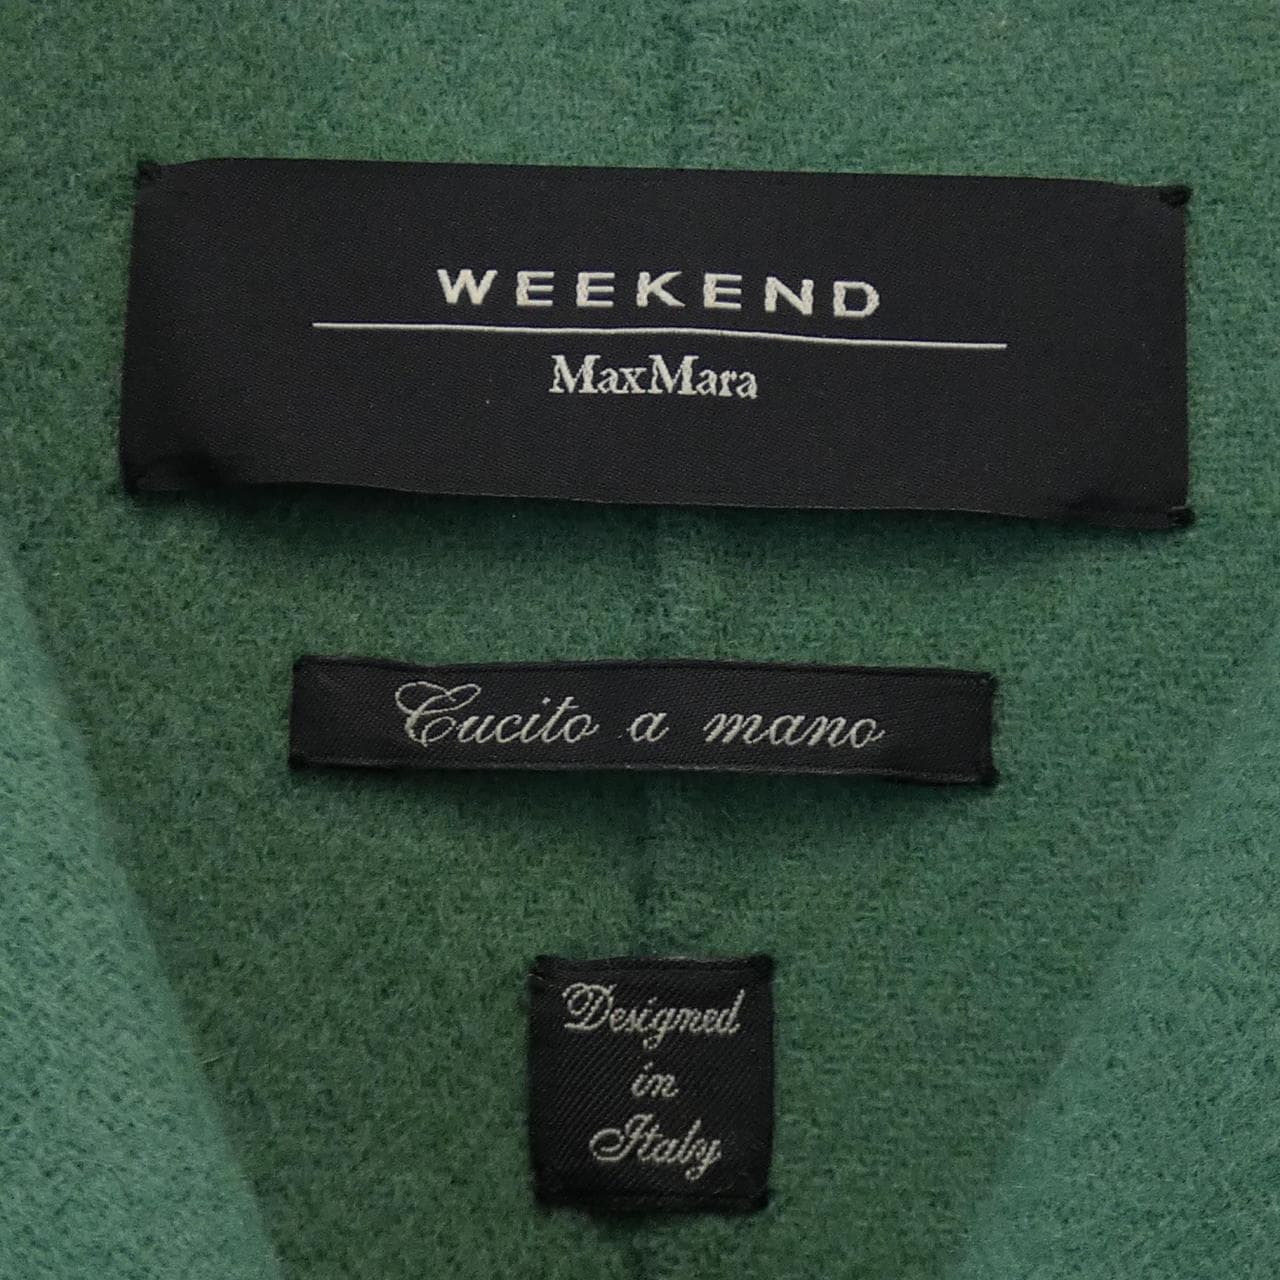 WEEKEND
MaxMara
Cucito a mano
Designed
in
Italy